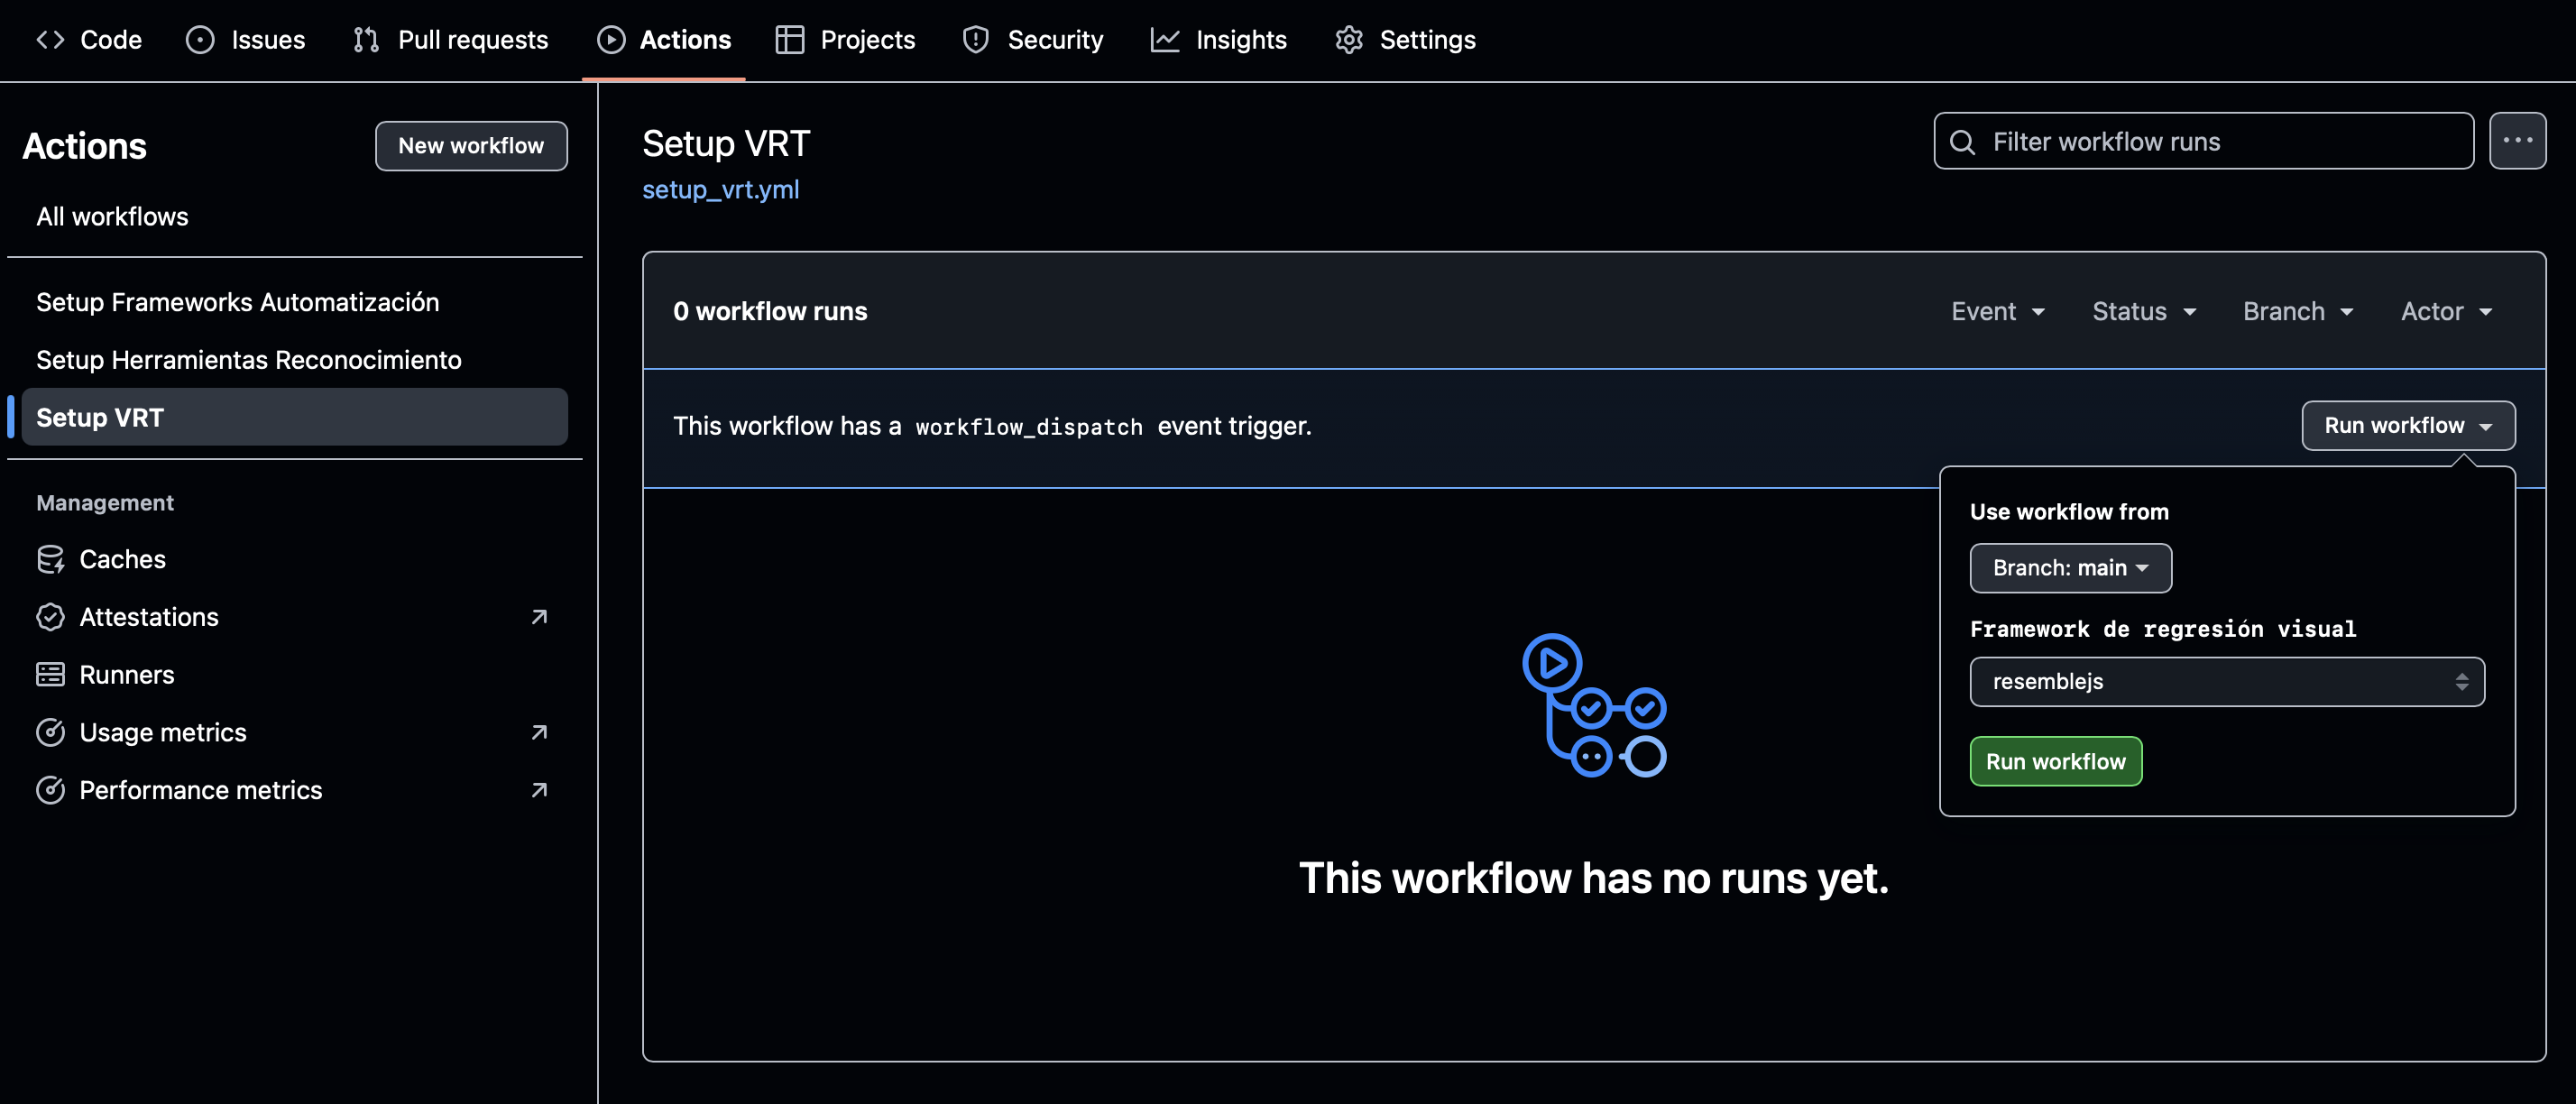 Code Issues Pull requests Actions Projects Security Insights Settings
Actions
New workflow
All workflows
Setup Frameworks Automatización
Setup Herramientas Reconocimiento
Setup VRT
Management
Caches
Attestations
Runners
Usage metrics
Performance metrics
Setup VRT
setup_vrt.yml
Filter workflow runs
0 workflow runs
Event Status Branch Actor
This workflow has a workflow_dispatch event trigger.
Run workflow
Use workflow from
Branch: main
Framework de regresión visual
resemblejs
Run workflow
This workflow has no runs yet.